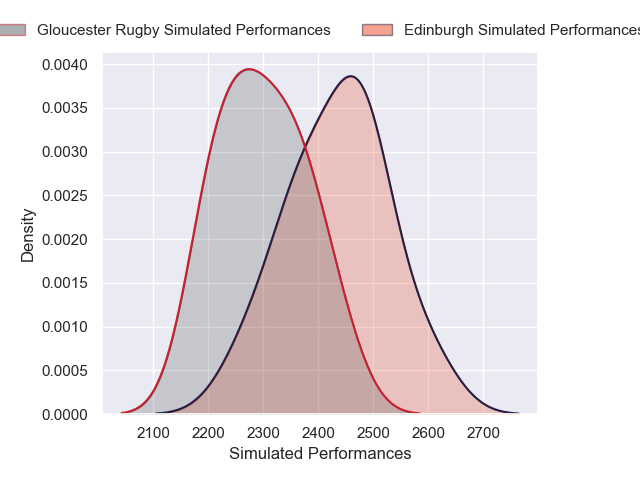 Gloucester Rugby Simulated Performances Edinburgh Simulated Performances
0.0040
0.0035
0.0030
0.0025
0.0020
0.0015
0.0010
0.0005
0.0000
Density
2100 2200 2300 2400 2500 2600 2700
Simulated Performances